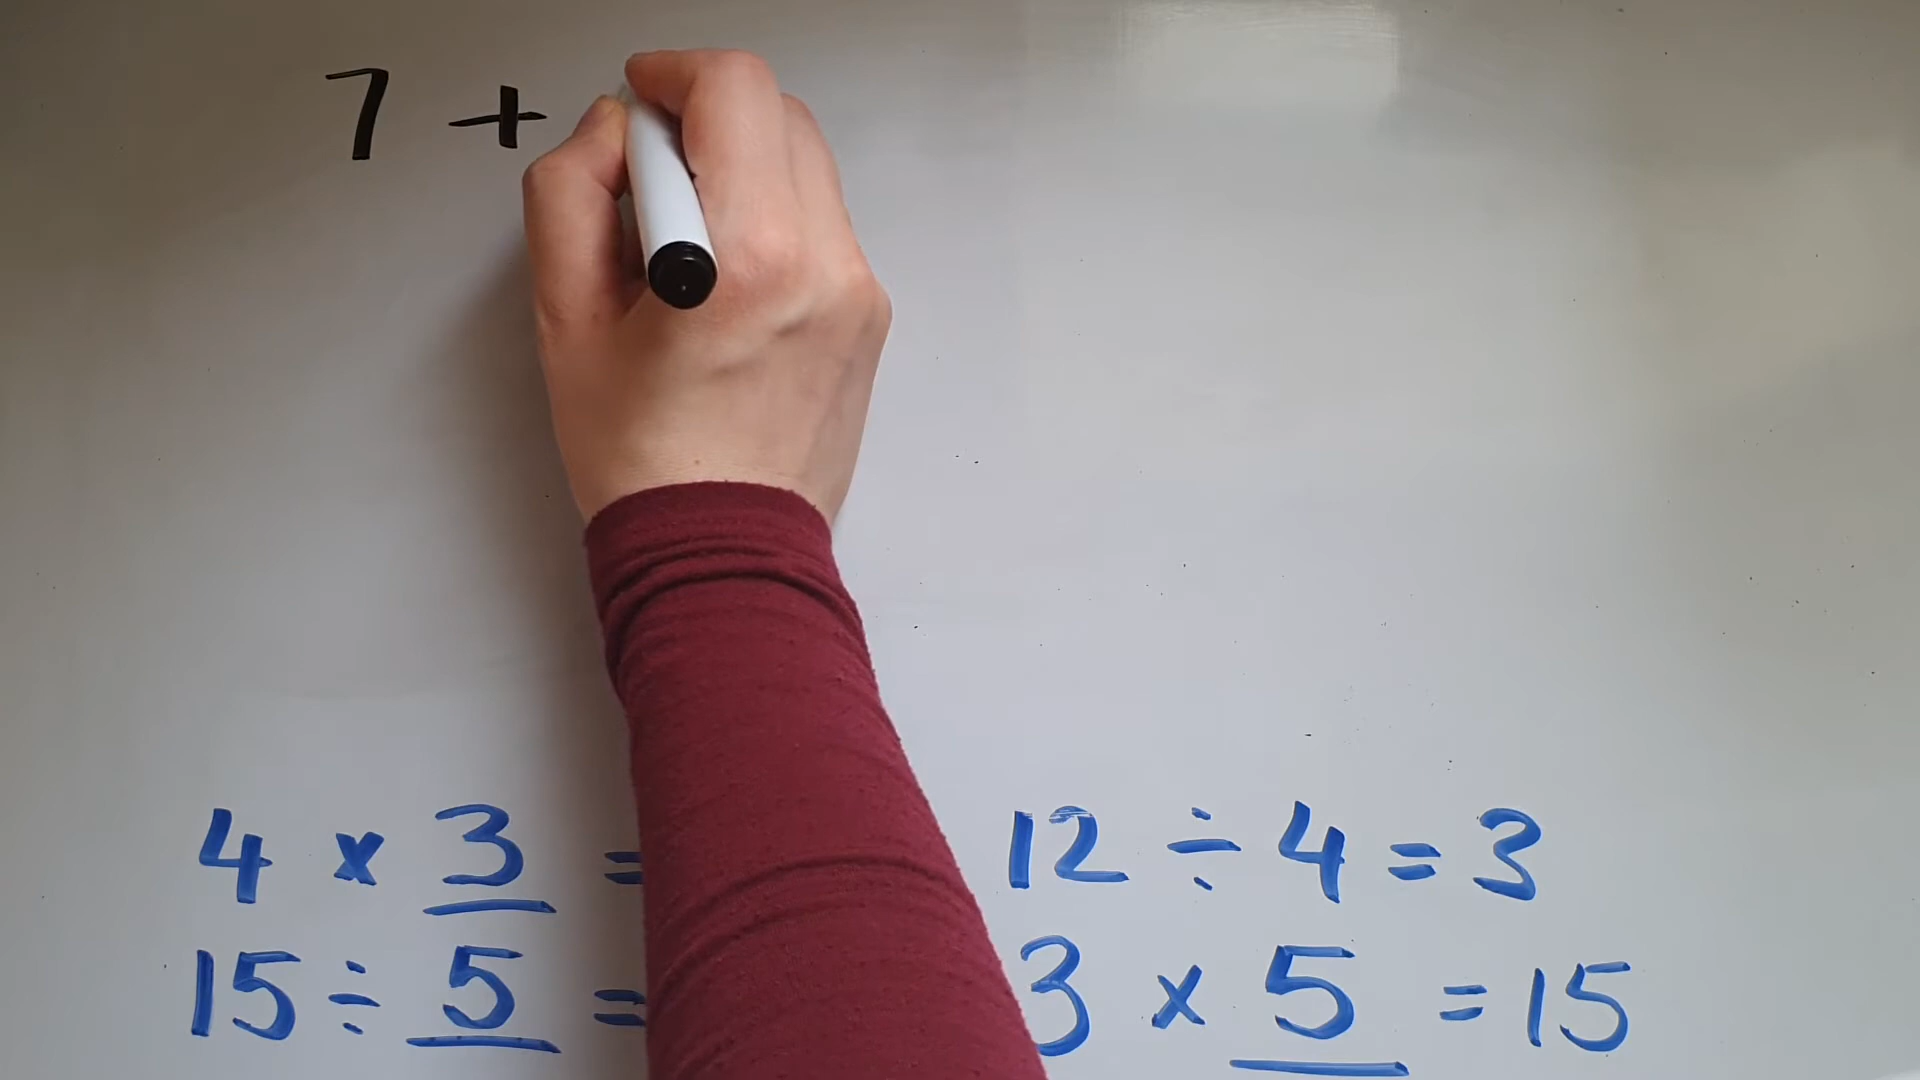 7 +
4 × 3 = 12 ÷ 4 = 3
15 ÷ 5 = 3 × 5 = 15